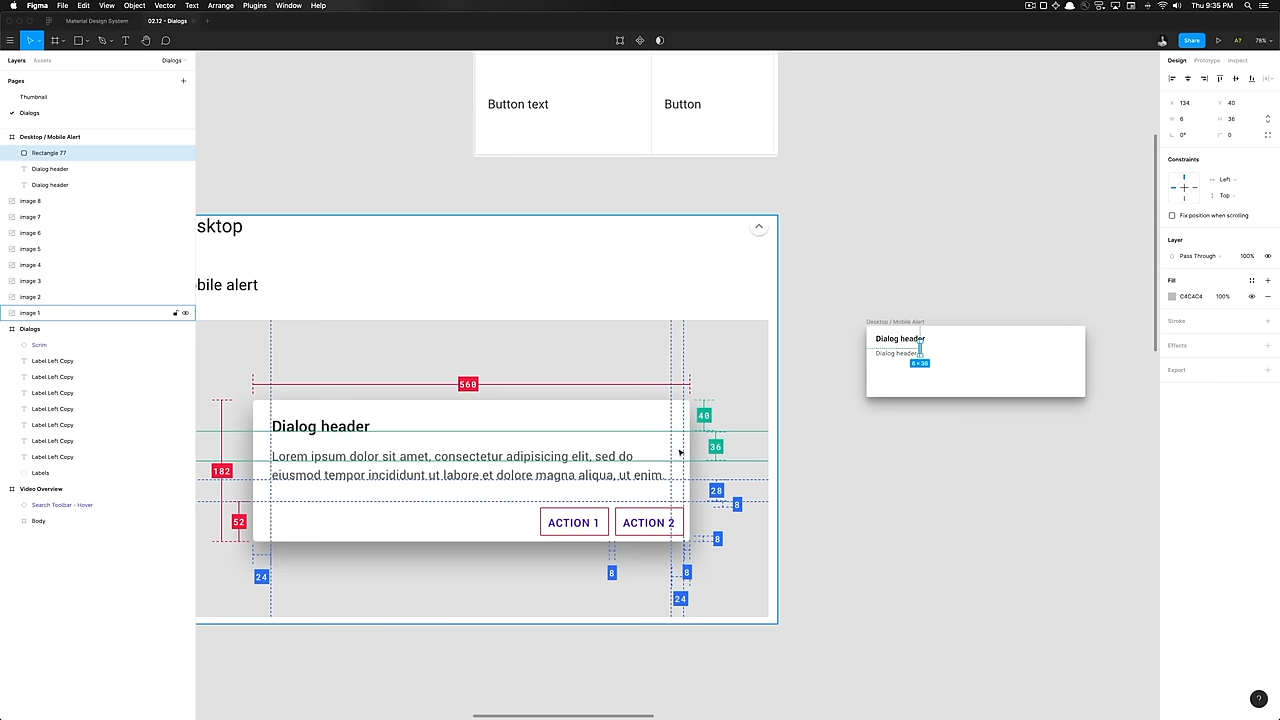 Figma File Edit View Object Vector Text Arrange Plugins Window Help
Thu 9:35 PM
Material Design System
02.12 - Dialogs
Share
A?
78%
Layers
Assets
Dialogs
Pages
Thumbnail
Dialogs
Desktop / Mobile Alert
Rectangle 77
Dialog header
Dialog header
image 8
image 7
image 6
image 5
image 4
image 3
image 2
image 1
Dialogs
Scrim
Label Left Copy
Label Left Copy
Label Left Copy
Label Left Copy
Label Left Copy
Label Left Copy
Label Left Copy
Labels
Video Overview
Search Toolbar - Hover
Body
Button text
Button
sktop
bile alert
560
40
36
182
52
28
8
8
24
8
8
24
Dialog header
Lorem ipsum dolor sit amet, consectetur adipisicing elit, sed do
eiusmod tempor incididunt ut labore et dolore magna aliqua, ut enim.
ACTION 1
ACTION 2
Desktop / Mobile Alert
Dialog header
Dialog header
6 × 36
Design
Prototype
Inspect
X 134
Y 40
W 6
H 36
0°
0
Constraints
Left
Top
Fix position when scrolling
Layer
Pass Through
100%
Fill
C4C4C4
100%
Stroke
Effects
Export
?